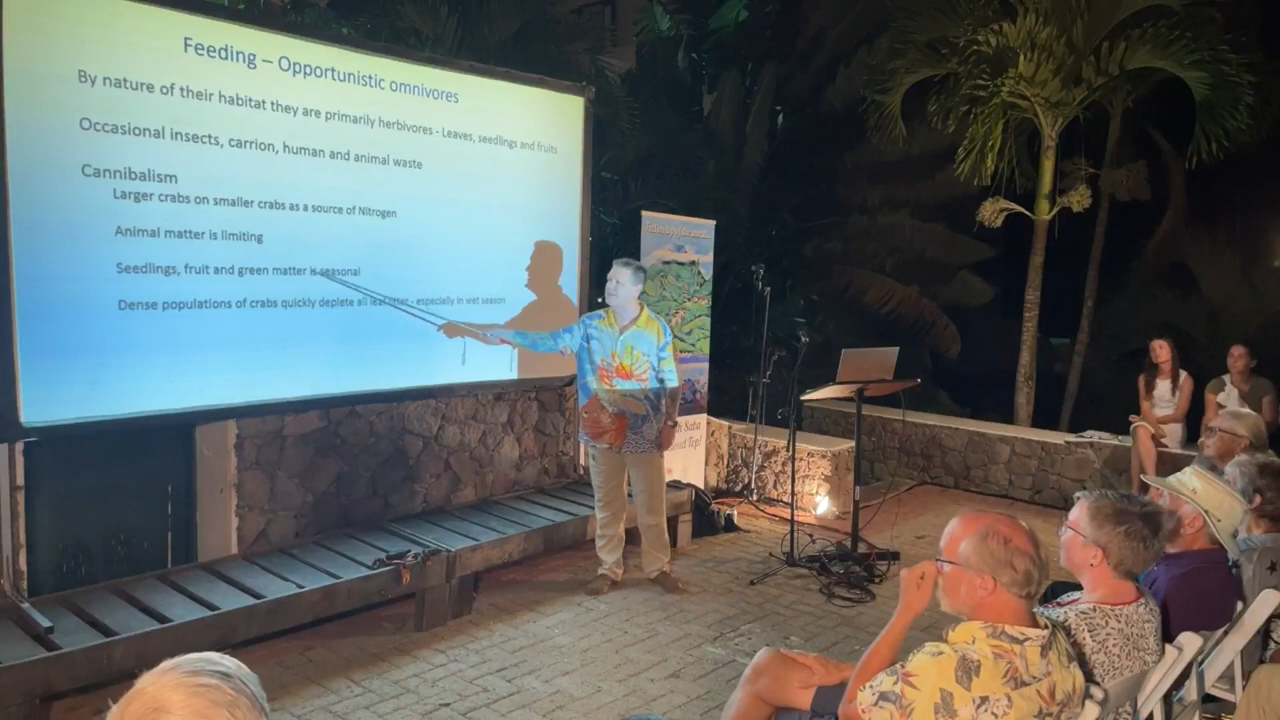 Feeding – Opportunistic omnivores
By nature of their habitat they are primarily herbivores - Leaves, seedlings and fruits
Occasional insects, carrion, human and animal waste
Cannibalism
Larger crabs on smaller crabs as a source of Nitrogen
Animal matter is limiting
Seedlings, fruit and green matter is seasonal
Dense populations of crabs quickly deplete all leaf litter - especially in wet season